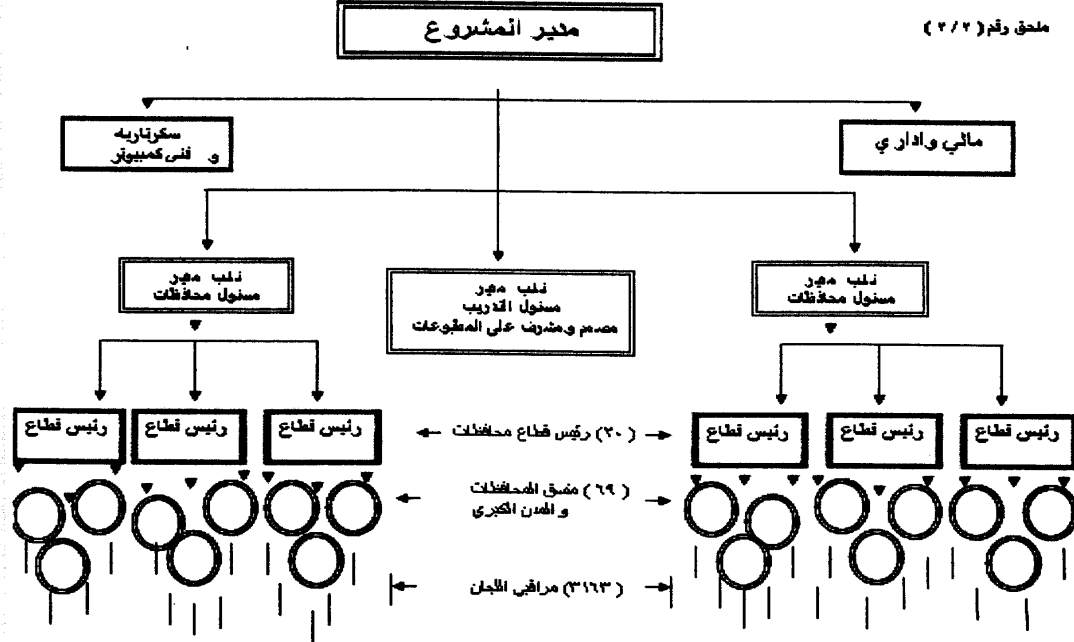 ملحق رقم ( ٢ / ٢ )
مدير المشروع
مالي واداري
سكرتارية
و فنى كمبيوتر
نائب مدير
مسئول محافظات
نائب مدير
مسئول التدريب
مصمم ومشرف على المطبوعات
نائب مدير
مسئول محافظات
رئيس قطاع
رئيس قطاع
رئيس قطاع
(٢٠) رئيس قطاع محافظات
رئيس قطاع
رئيس قطاع
رئيس قطاع
(٦٩) منسق المحافظات
و المدن الكبري
(٣١٦٣) مراقبي اللجان